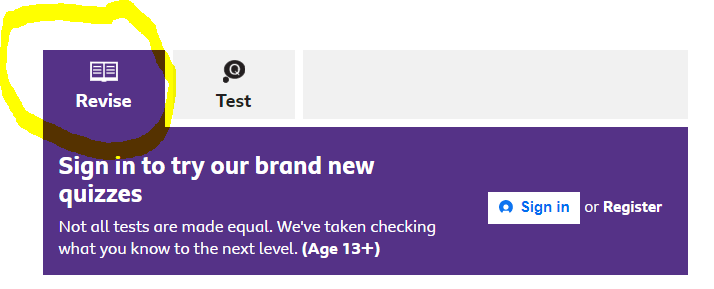 Revise
Q
Test
Sign in to try our brand new
quizzes
Not all tests are made equal. We've taken checking
what you know to the next level. (Age 13+)
Sign in or Register